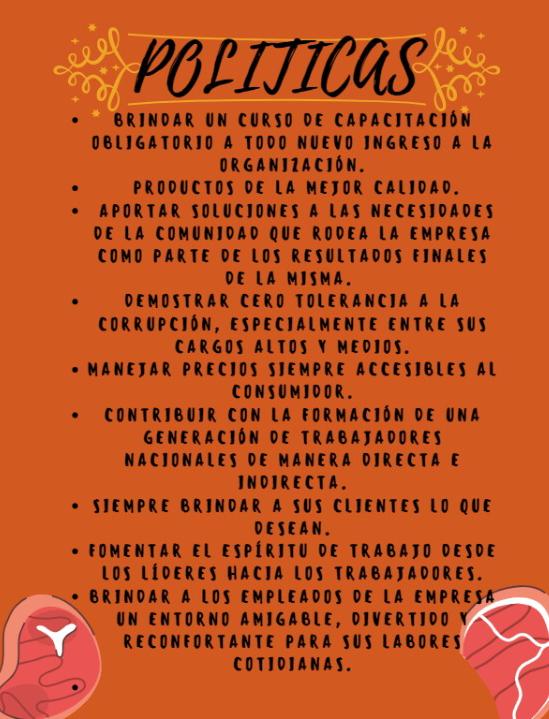 POLITICAS
• BRINDAR UN CURSO DE CAPACITACIÓN
OBLIGATORIO A TODO NUEVO INGRESO A LA
ORGANIZACIÓN.
• PRODUCTOS DE LA MEJOR CALIDAD.
• APORTAR SOLUCIONES A LAS NECESIDADES
DE LA COMUNIDAD QUE RODEA LA EMPRESA
COMO PARTE DE LOS RESULTADOS FINALES
DE LA MISMA.
• DEMOSTRAR CERO TOLERANCIA A LA
CORRUPCIÓN, ESPECIALMENTE ENTRE SUS
CARGOS ALTOS Y MEDIOS.
• MANEJAR PRECIOS SIEMPRE ACCESIBLES AL
CONSUMIDOR.
• CONTRIBUIR CON LA FORMACIÓN DE UNA
GENERACIÓN DE TRABAJADORES
NACIONALES DE MANERA DIRECTA E
INDIRECTA.
• SIEMPRE BRINDAR A SUS CLIENTES LO QUE
DESEAN.
• FOMENTAR EL ESPÍRITU DE TRABAJO DESDE
LOS LÍDERES HACIA LOS TRABAJADORES.
• BRINDAR A LOS EMPLEADOS DE LA EMPRESA
UN ENTORNO AMIGABLE, DIVERTIDO Y
RECONFORTANTE PARA SUS LABORES
COTIDIANAS.
•